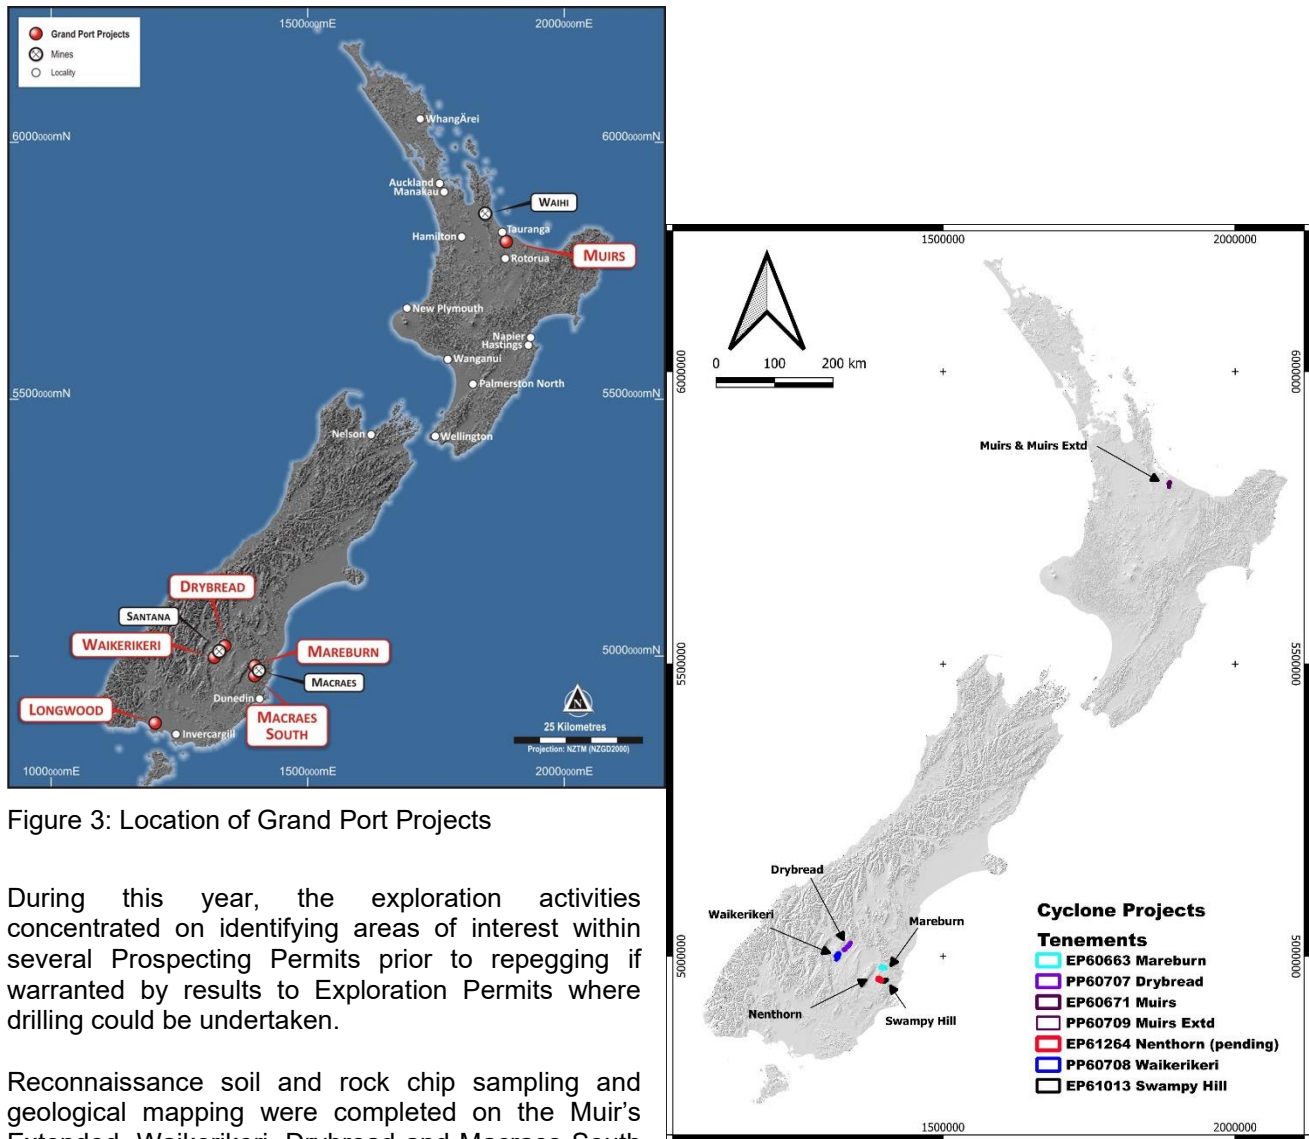 1500000mE
2000000mE
Grand Port Projects
Mines
Locality
6000000mN
6000000mN
WhangÄrei
Auckland
Manakau
WAIHI
Hamilton
Tauranga
MUIRS
Rotorua
New Plymouth
Napier
Hastings
Wanganui
Palmerston North
5500000mN
5500000mN
Nelson
Wellington
DRYBREAD
SANTANA
WAIKERIKERI
MAREBURN
5000000mN
MACRAES
Dunedin
LONGWOOD
MACRAES
SOUTH
Invercargill
N
25 Kilometres
Projection: NZTM (NZGD2000)
1000000mE
1500000mE
2000000mE
Figure 3: Location of Grand Port Projects
During this year, the exploration activities
concentrated on identifying areas of interest within
several Prospecting Permits prior to repegging if
warranted by results to Exploration Permits where
drilling could be undertaken.
Reconnaissance soil and rock chip sampling and
geological mapping were completed on the Muir's
Extended, Waikerikeri, Drybread and Macraes South
1500000
2000000
0 100 200 km
6000000
6000000
Muirs & Muirs Extd
5500000
5500000
Drybread
Waikerikeri
Mareburn
5000000
5000000
Nenthorn
Swampy Hill
Cyclone Projects
Tenements
EP60663 Mareburn
PP60707 Drybread
EP60671 Muirs
PP60709 Muirs Extd
EP61264 Nenthorn (pending)
PP60708 Waikerikeri
EP61013 Swampy Hill
1500000
2000000